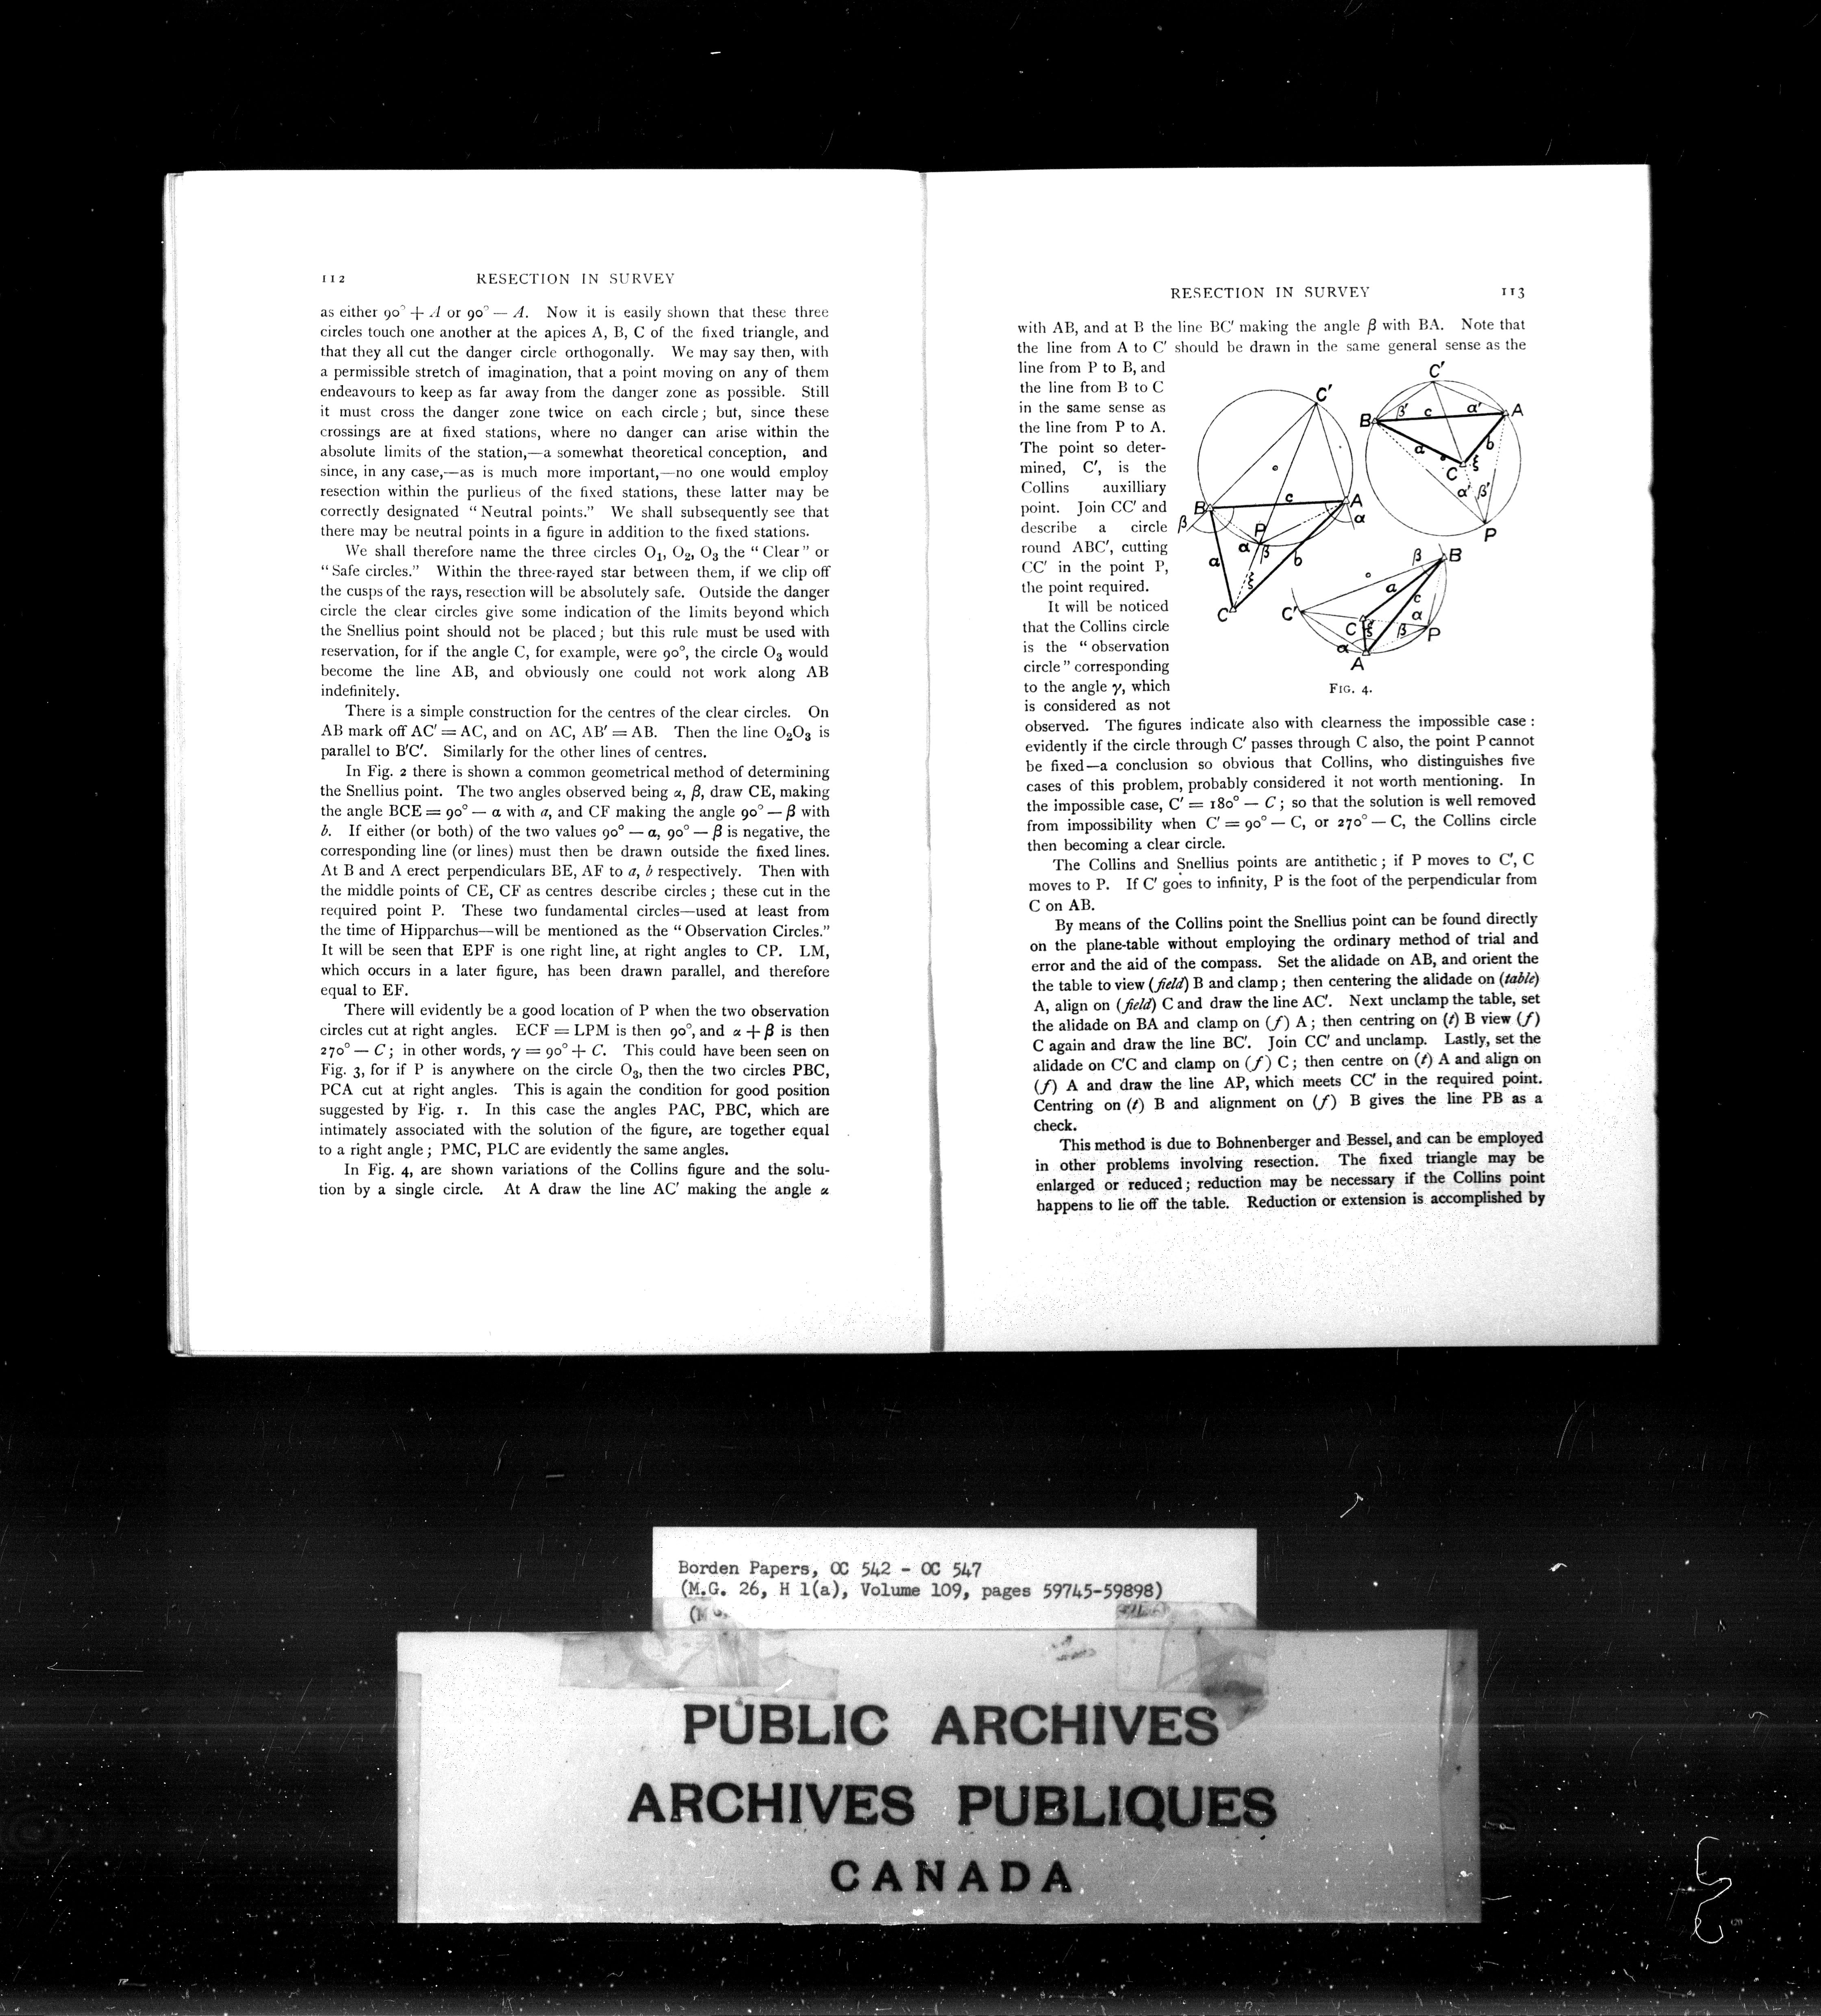 112 RESECTION IN SURVEY
as either 90° + A or 90° — A. Now it is easily shown that these three
circles touch one another at the apices A, B, C of the fixed triangle, and
that they all cut the danger circle orthogonally. We may say then, with
a permissible stretch of imagination, that a point moving on any of them
endeavours to keep as far away from the danger zone as possible. Still
it must cross the danger zone twice on each circle; but, since these
crossings are at fixed stations, where no danger can arise within the
absolute limits of the station,—a somewhat theoretical conception, and
since, in any case,—as is much more important,—no one would employ
resection within the purlieus of the fixed stations, these latter may be
correctly designated “Neutral points.” We shall subsequently see that
there may be neutral points in a figure in addition to the fixed stations.
We shall therefore name the three circles O₁, O₂, O₃ the “Clear” or
“Safe circles.” Within the three-rayed star between them, if we clip off
the cusps of the rays, resection will be absolutely safe. Outside the danger
circle the clear circles give some indication of the limits beyond which
the Snellius point should not be placed; but this rule must be used with
reservation, for if the angle C, for example, were 90°, the circle O₃ would
become the line AB, and obviously one could not work along AB
indefinitely.
There is a simple construction for the centres of the clear circles. On
AB mark off AC′ = AC, and on AC, AB′ = AB. Then the line O₂O₃ is
parallel to B′C′. Similarly for the other lines of centres.
In Fig. 2 there is shown a common geometrical method of determining
the Snellius point. The two angles observed being α, β, draw CE, making
the angle BCE = 90° — α with a, and CF making the angle 90° — β with
b. If either (or both) of the two values 90° — α, 90° — β is negative, the
corresponding line (or lines) must then be drawn outside the fixed lines.
At B and A erect perpendiculars BE, AF to a, b respectively. Then with
the middle points of CE, CF as centres describe circles; these cut in the
required point P. These two fundamental circles—used at least from
the time of Hipparchus—will be mentioned as the “Observation Circles.”
It will be seen that EPF is one right line, at right angles to CP. LM,
which occurs in a later figure, has been drawn parallel, and therefore
equal to EF.
There will evidently be a good location of P when the two observation
circles cut at right angles. ECF = LPM is then 90°, and α + β is then
270° — C; in other words, γ = 90° + C. This could have been seen on
Fig. 3, for if P is anywhere on the circle O₃, then the two circles PBC,
PCA cut at right angles. This is again the condition for good position
suggested by Fig. 1. In this case the angles PAC, PBC, which are
intimately associated with the solution of the figure, are together equal
to a right angle; PMC, PLC are evidently the same angles.
In Fig. 4, are shown variations of the Collins figure and the solu-
tion by a single circle. At A draw the line AC′ making the angle α
RESECTION IN SURVEY 113
with AB, and at B the line BC′ making the angle β with BA. Note that
the line from A to C′ should be drawn in the same general sense as the
line from P to B, and
the line from B to C
in the same sense as
the line from P to A.
The point so deter-
mined, C′, is the
Collins auxilliary
point. Join CC′ and
describe a circle
round ABC′, cutting
CC′ in the point P,
the point required.
It will be noticed
that the Collins circle
is the “observation
circle” corresponding
to the angle γ, which
is considered as not
C′
B
c
A
β
α
P
α
β
a
b
ξ
C
C′
B
β′
c
α′
A
a
b
C
ξ
α′
β′
P
β
B
a
c
C′
C
ξ
α
β
P
α
A
FIG. 4.
observed. The figures indicate also with clearness the impossible case:
evidently if the circle through C′ passes through C also, the point P cannot
be fixed—a conclusion so obvious that Collins, who distinguishes five
cases of this problem, probably considered it not worth mentioning. In
the impossible case, C′ = 180° — C; so that the solution is well removed
from impossibility when C′ = 90° — C, or 270° — C, the Collins circle
then becoming a clear circle.
The Collins and Snellius points are antithetic; if P moves to C′, C
moves to P. If C′ goes to infinity, P is the foot of the perpendicular from
C on AB.
By means of the Collins point the Snellius point can be found directly
on the plane-table without employing the ordinary method of trial and
error and the aid of the compass. Set the alidade on AB, and orient the
the table to view (field) B and clamp; then centering the alidade on (table)
A, align on (field) C and draw the line AC′. Next unclamp the table, set
the alidade on BA and clamp on (f) A; then centring on (t) B view (f)
C again and draw the line BC′. Join CC′ and unclamp. Lastly, set the
alidade on C′C and clamp on (f) C; then centre on (t) A and align on
(f) A and draw the line AP, which meets CC′ in the required point.
Centring on (t) B and alignment on (f) B gives the line PB as a
check.
This method is due to Bohnenberger and Bessel, and can be employed
in other problems involving resection. The fixed triangle may be
enlarged or reduced; reduction may be necessary if the Collins point
happens to lie off the table. Reduction or extension is accomplished by
Borden Papers, OC 542 - OC 547
(M.G. 26, H 1(a), Volume 109, pages 59745-59898)
PUBLIC ARCHIVES
ARCHIVES PUBLIQUES
CANADA